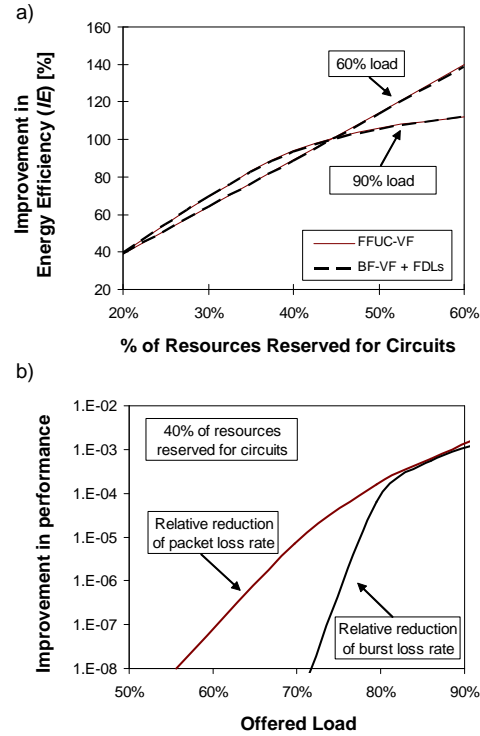 a)
Improvement in
Energy Efficiency (IE) [%]
160
140
120
100
80
60
40
20
60% load
90% load
FFUC-VF
BF-VF + FDLs
20%
30%
40%
50%
60%
% of Resources Reserved for Circuits
b)
Improvement in performance
1.E-02
1.E-03
1.E-04
1.E-05
1.E-06
1.E-07
1.E-08
40% of resources
reserved for circuits
Relative reduction
of packet loss rate
Relative reduction
of burst loss rate
50%
60%
70%
80%
90%
Offered Load